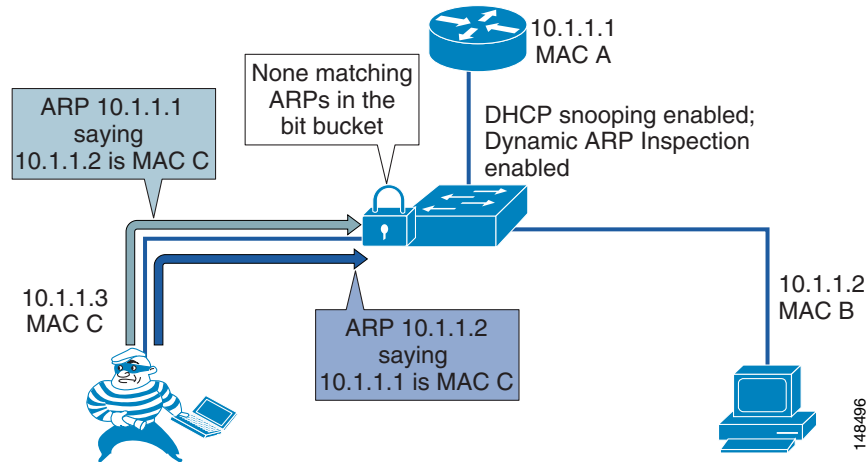 10.1.1.1
MAC A
None matching
ARPs in the
bit bucket
ARP 10.1.1.1
saying
10.1.1.2 is MAC C
DHCP snooping enabled;
Dynamic ARP Inspection
enabled
10.1.1.3
MAC C
ARP 10.1.1.2
saying
10.1.1.1 is MAC C
10.1.1.2
MAC B
148496